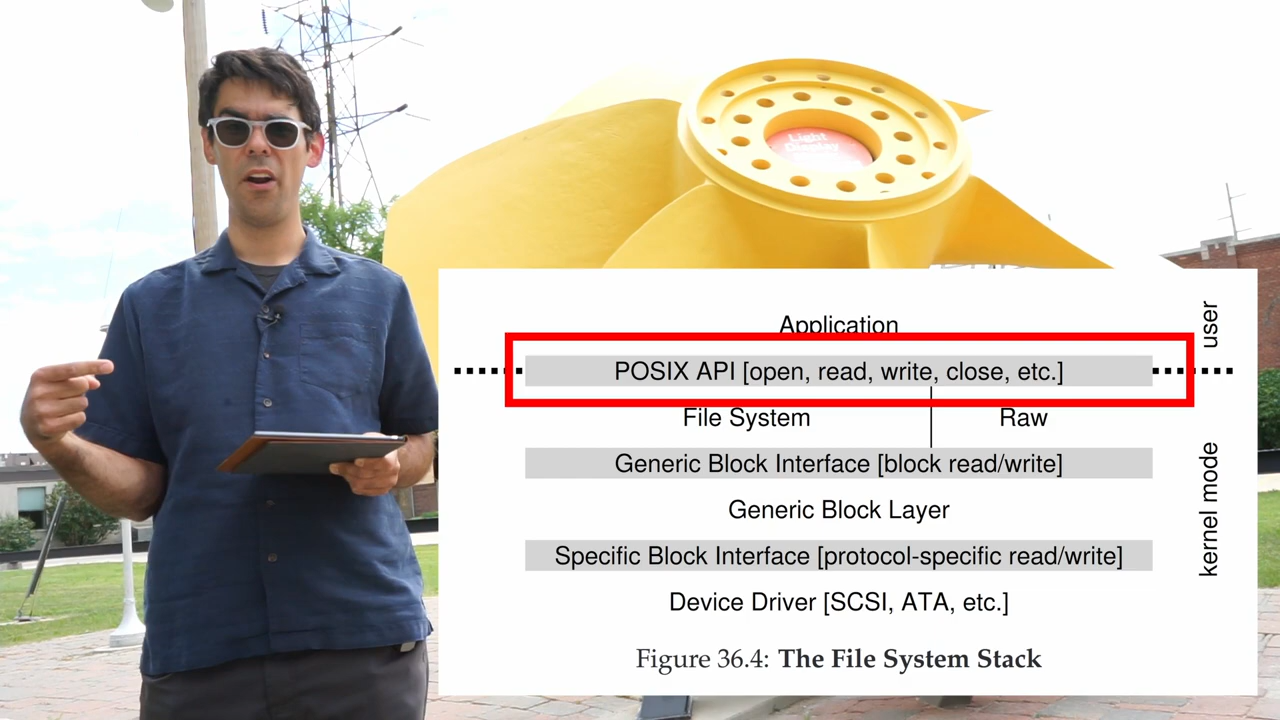 Light
Display
Application
POSIX API [open, read, write, close, etc.]
File System
Raw
Generic Block Interface [block read/write]
Generic Block Layer
Specific Block Interface [protocol-specific read/write]
Device Driver [SCSI, ATA, etc.]
user
kernel mode
Figure 36.4: The File System Stack